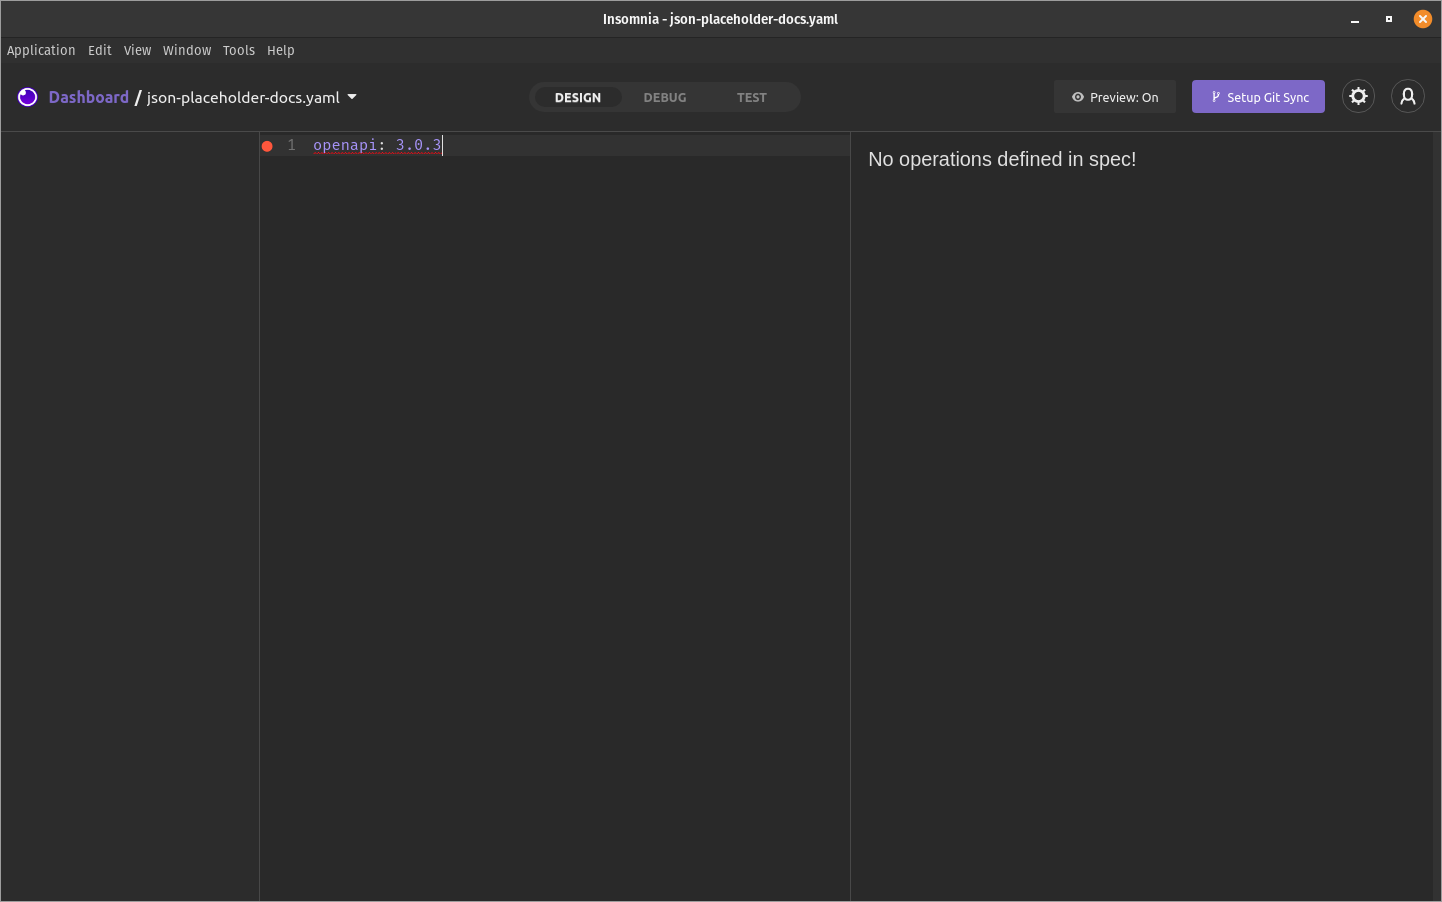 Insomnia - json-placeholder-docs.yaml
Application Edit View Window Tools Help
Dashboard / json-placeholder-docs.yaml DESIGN DEBUG TEST Preview: On Setup Git Sync
1 openapi: 3.0.3
No operations defined in spec!